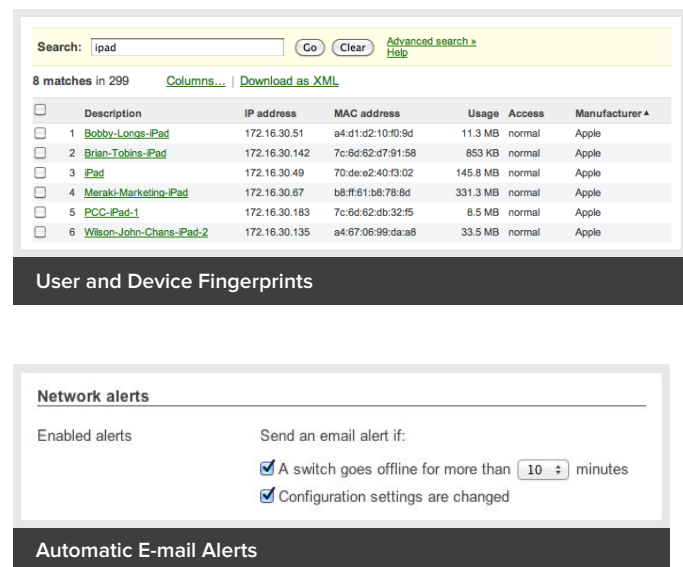 Search: ipad Go Clear Advanced search »
Help
8 matches in 299 Columns... | Download as XML
Description IP address MAC address Usage Access Manufacturer ▲
1 Bobby-Longs-iPad 172.16.30.51 a4:d1:d2:10:f0:9d 11.3 MB normal Apple
2 Brian-Tobins-iPad 172.16.30.142 7c:6d:62:d7:91:58 853 KB normal Apple
3 iPad 172.16.30.49 70:de:e2:40:f3:02 145.8 MB normal Apple
4 Meraki-Marketing-iPad 172.16.30.67 b8:ff:61:b8:78:8d 331.3 MB normal Apple
5 PCC-iPad-1 172.16.30.183 7c:6d:62:db:32:f5 8.5 MB normal Apple
6 Wilson-John-Chans-iPad-2 172.16.30.135 a4:67:06:99:da:a8 33.5 MB normal Apple
User and Device Fingerprints
Network alerts
Enabled alerts Send an email alert if:
A switch goes offline for more than 10 minutes
Configuration settings are changed
Automatic E-mail Alerts